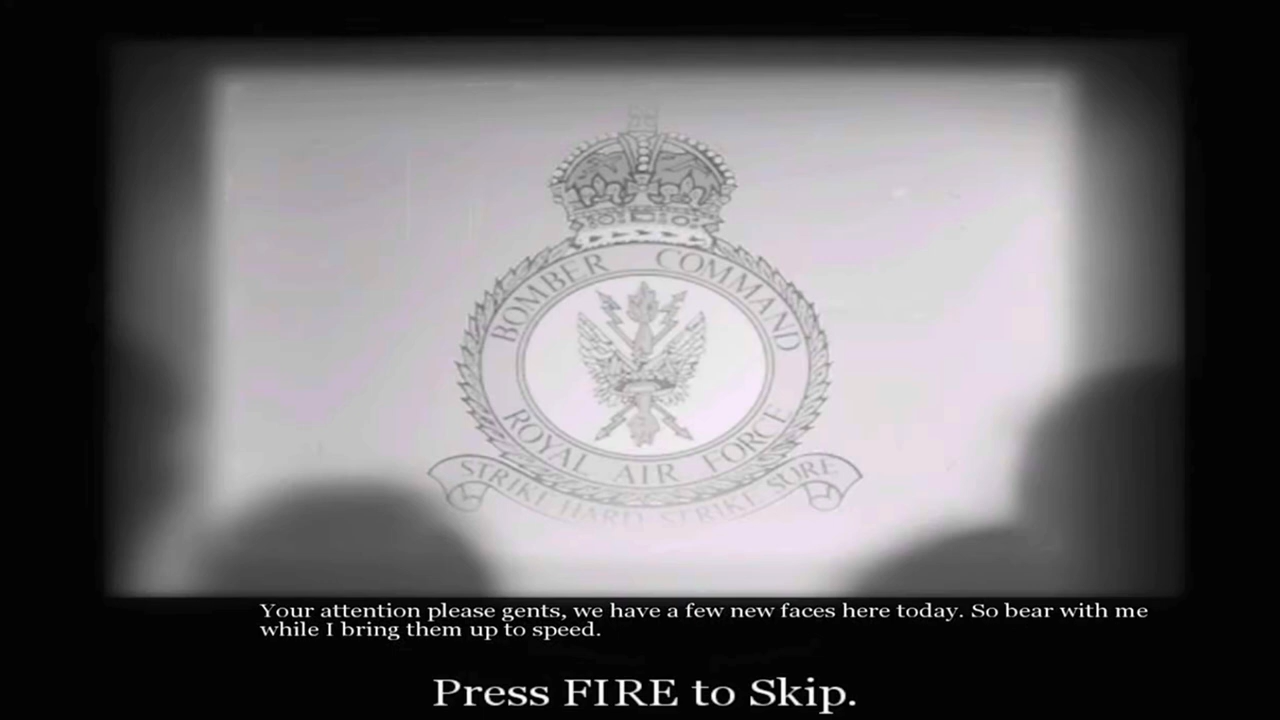 BOMBER COMMAND
ROYAL AIR FORCE
STRIKE HARD STRIKE SURE
Your attention please gents, we have a few new faces here today. So bear with me
while I bring them up to speed.
Press FIRE to Skip.